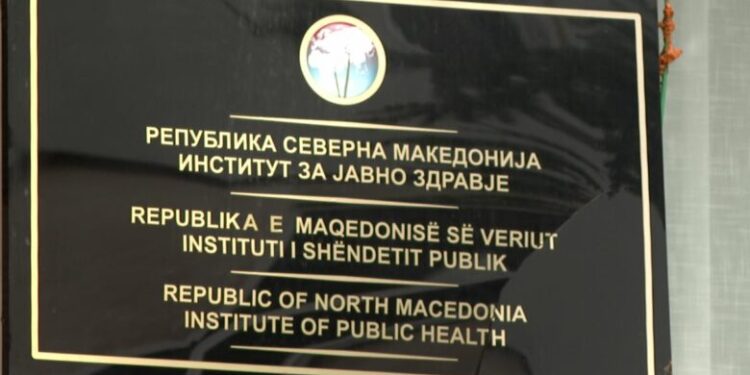 РЕПУБЛИКА СЕВЕРНА МАКЕДОНИЈА
ИНСТИТУТ ЗА ЈАВНО ЗДРАВЈЕ
REPUBLIKA E MAQEDONISË SË VERIUT
INSTITUTI I SHËNDETIT PUBLIK
REPUBLIC OF NORTH MACEDONIA
INSTITUTE OF PUBLIC HEALTH